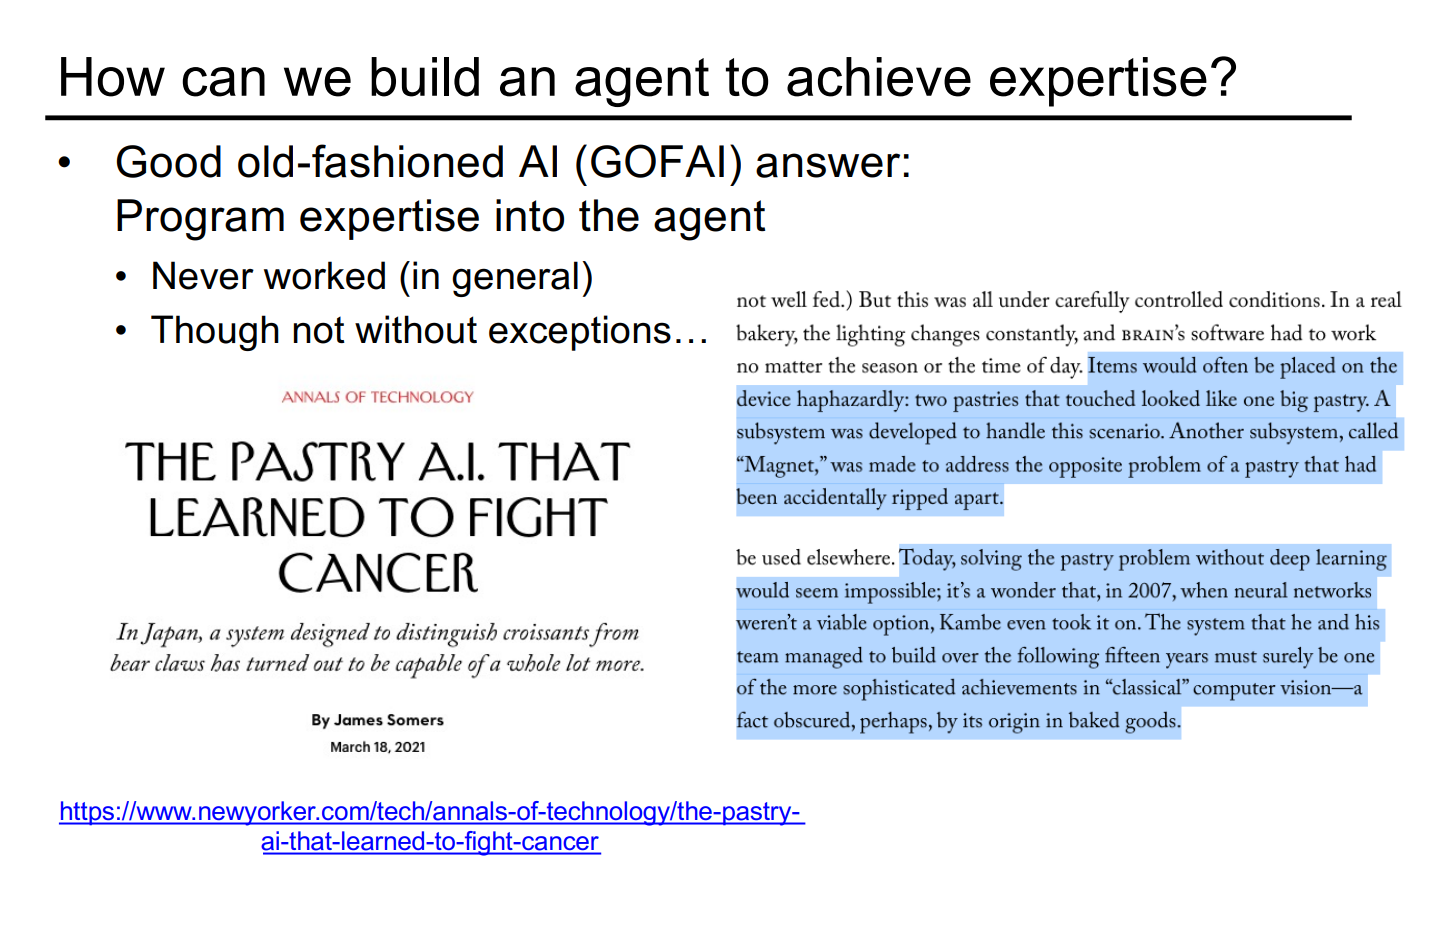 How can we build an agent to achieve expertise?
• Good old-fashioned AI (GOFAI) answer:
Program expertise into the agent
• Never worked (in general)
• Though not without exceptions…
ANNALS OF TECHNOLOGY
THE PASTRY A.I. THAT
LEARNED TO FIGHT
CANCER
In Japan, a system designed to distinguish croissants from
bear claws has turned out to be capable of a whole lot more.
By James Somers
March 18, 2021
https://www.newyorker.com/tech/annals-of-technology/the-pastry-
ai-that-learned-to-fight-cancer
not well fed.) But this was all under carefully controlled conditions. In a real
bakery, the lighting changes constantly, and BRAIN’s software had to work
no matter the season or the time of day. Items would often be placed on the
device haphazardly: two pastries that touched looked like one big pastry. A
subsystem was developed to handle this scenario. Another subsystem, called
“Magnet,” was made to address the opposite problem of a pastry that had
been accidentally ripped apart.
be used elsewhere. Today, solving the pastry problem without deep learning
would seem impossible; it’s a wonder that, in 2007, when neural networks
weren’t a viable option, Kambe even took it on. The system that he and his
team managed to build over the following fifteen years must surely be one
of the more sophisticated achievements in “classical” computer vision—a
fact obscured, perhaps, by its origin in baked goods.